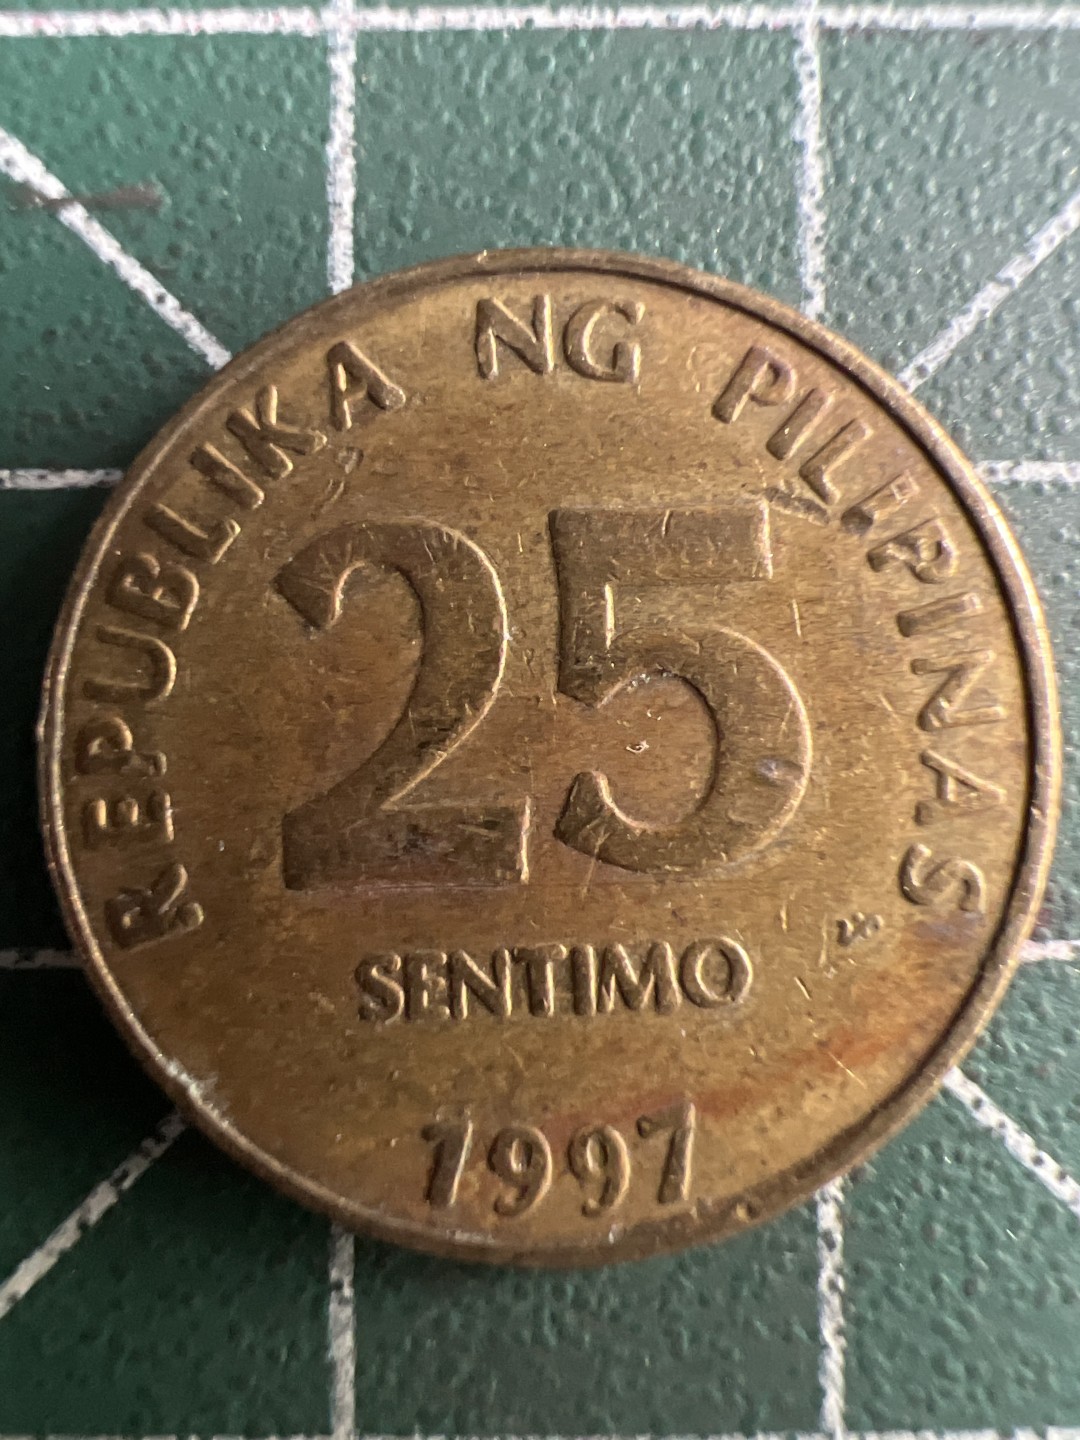 REPUBLIKA NG PILIPINAS
25
SENTIMO
1997